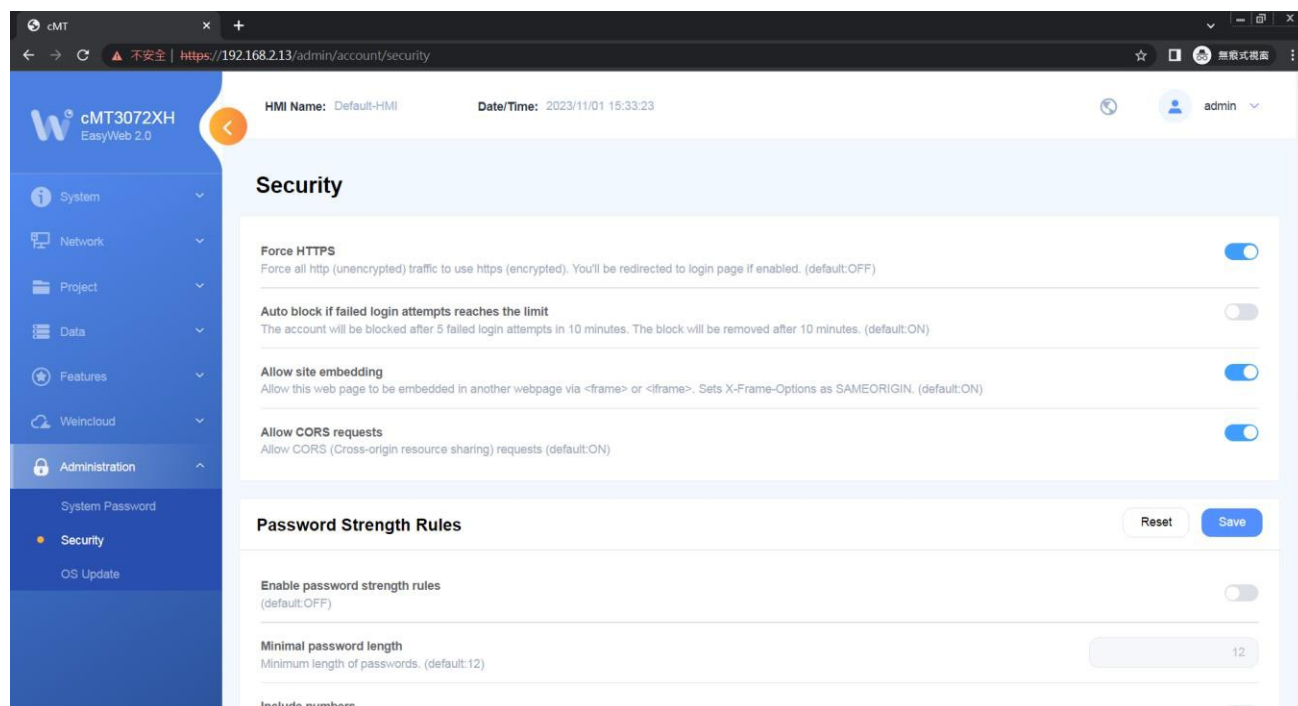 cMT
不安全 | https://192.168.2.13/admin/account/security
無痕式視窗
cMT3072XH
EasyWeb 2.0
HMI Name: Default-HMI Date/Time: 2023/11/01 15:33:23
admin
System
Network
Project
Data
Features
Weincloud
Administration
System Password
Security
OS Update
Security
Force HTTPS
Force all http (unencrypted) traffic to use https (encrypted). You'll be redirected to login page if enabled. (default:OFF)
Auto block if failed login attempts reaches the limit
The account will be blocked after 5 failed login attempts in 10 minutes. The block will be removed after 10 minutes. (default:ON)
Allow site embedding
Allow this web page to be embedded in another webpage via <frame> or <iframe>. Sets X-Frame-Options as SAMEORIGIN. (default:ON)
Allow CORS requests
Allow CORS (Cross-origin resource sharing) requests (default:ON)
Password Strength Rules
Reset Save
Enable password strength rules
(default:OFF)
Minimal password length
Minimum length of passwords. (default:12)
12
Include numbers